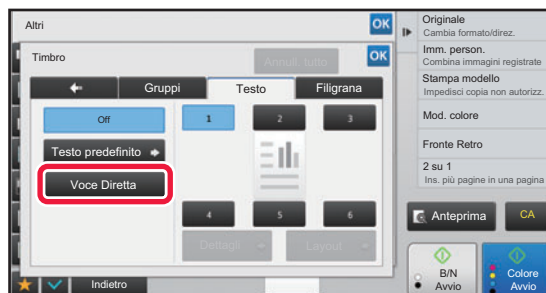 Altri
OK
Timbro
Annull. tutto
OK
Gruppi
Testo
Filigrana
Off
Testo predefinito
Voce Diretta
1
2
3
4
5
6
Dettagli
Layout
Indietro
Originale
Cambia formato/direz.
Imm. person.
Combina immagini registrate
Stampa modello
Impedisci copia non autorizz.
Mod. colore
Fronte Retro
2 su 1
Ins. più pagine in una pagina
Anteprima
CA
B/N
Avvio
Colore
Avvio